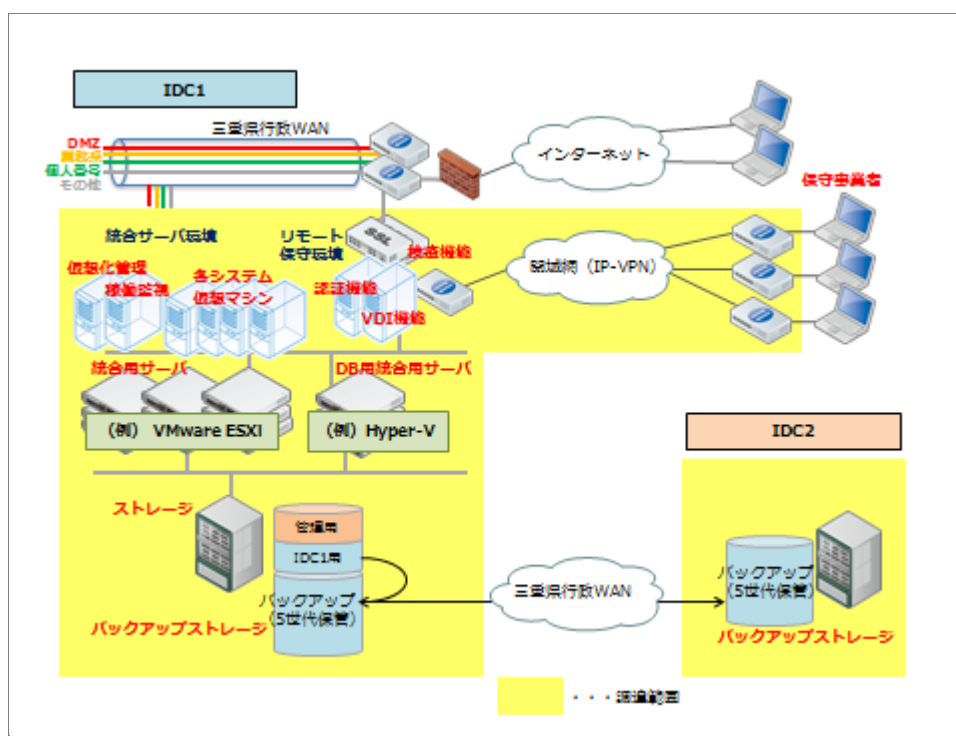 IDC1
三重県行政WAN
DMZ
業務系
個人番号
その他
インターネット
保守事業者
統合サーバ環境
リモート
保守環境
SSL
検疫機能
閉域網（IP-VPN）
仮想化管理
稼働監視
各システム
仮想マシン
認証機能
VDI機能
統合用サーバ
DB用統合用サーバ
（例） VMware ESXI
（例）Hyper-V
IDC2
ストレージ
管理用
IDC1用
バックアップ
（5世代保管）
バックアップストレージ
三重県行政WAN
バックアップ
（5世代保管）
バックアップストレージ
・・・調達範囲